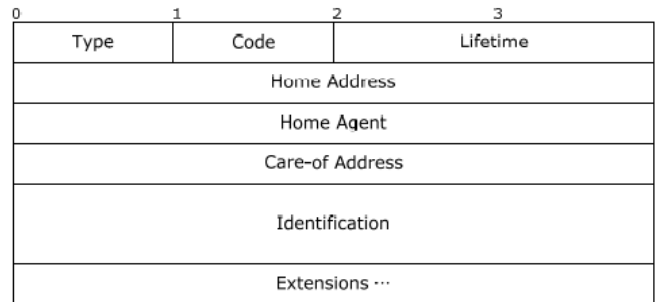 0 1 2 3
Type Code Lifetime
Home Address
Home Agent
Care-of Address
Identification
Extensions ···